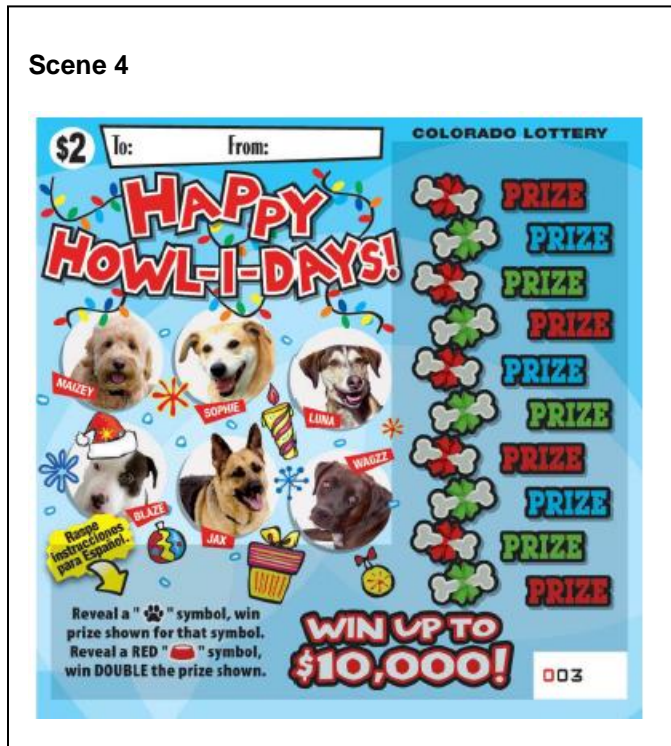 Scene 4
$2
To: From:
COLORADO LOTTERY
HAPPY
HOWL-I-DAYS!
MAIZEY
SOPHIE
LUNA
BLAZE
JAX
WAGZZ
Raspe
instrucciones
para Español.
Reveal a " " symbol, win
prize shown for that symbol.
Reveal a RED " " symbol,
win DOUBLE the prize shown.
PRIZE
PRIZE
PRIZE
PRIZE
PRIZE
PRIZE
PRIZE
PRIZE
PRIZE
PRIZE
WIN UP TO
$10,000!
003